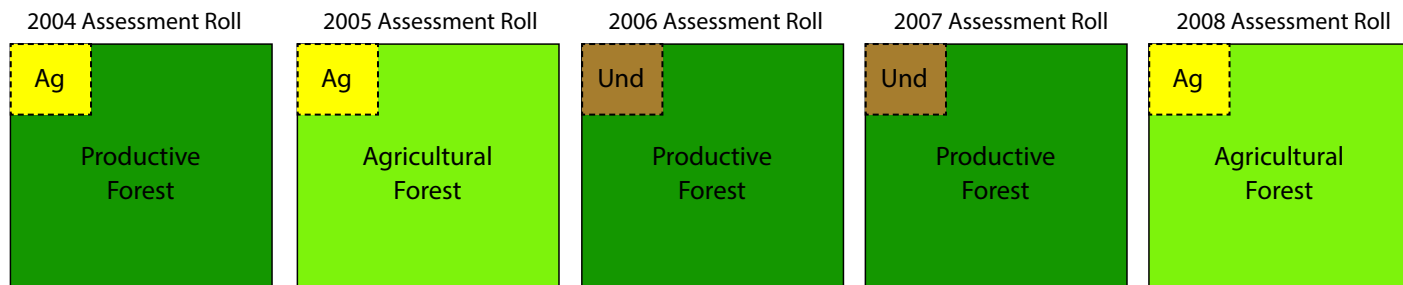 2004 Assessment Roll
2005 Assessment Roll
2006 Assessment Roll
2007 Assessment Roll
2008 Assessment Roll
Ag
Ag
Und
Und
Ag
Productive
Forest
Agricultural
Forest
Productive
Forest
Productive
Forest
Agricultural
Forest